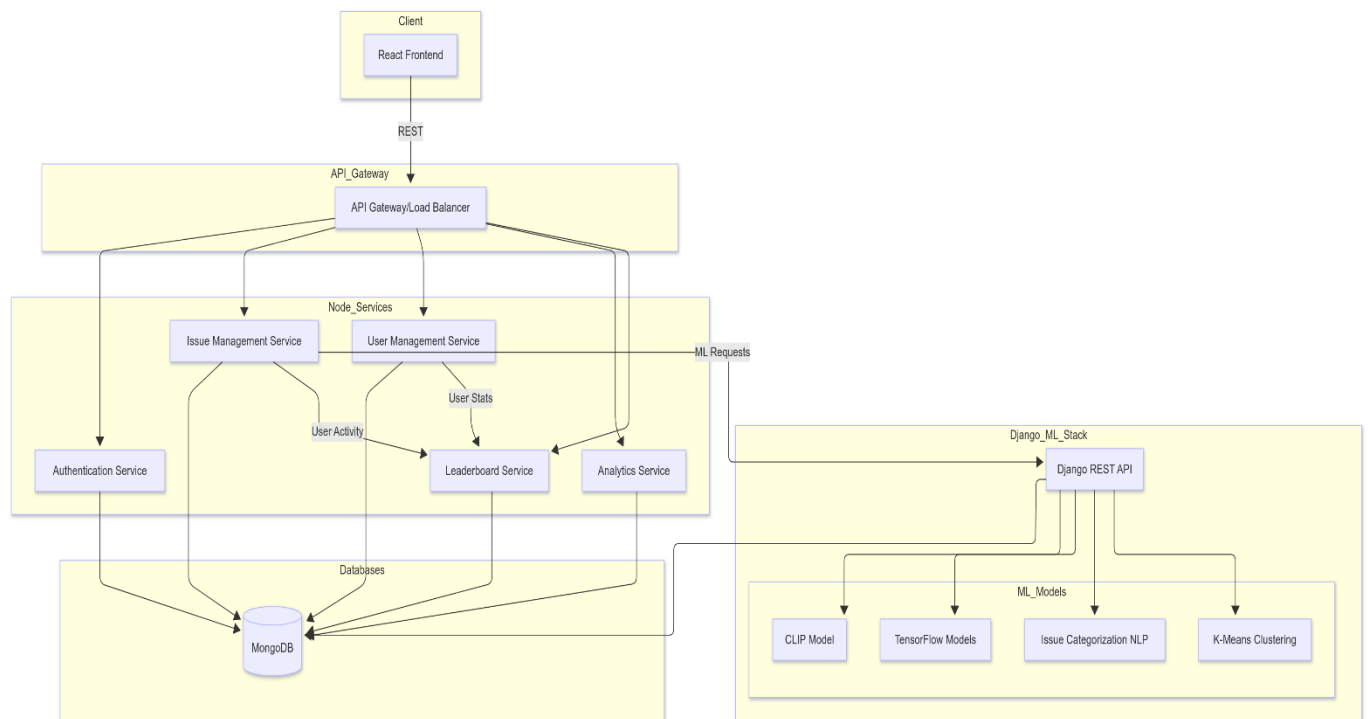 Client
React Frontend
REST
API_Gateway
API Gateway/Load Balancer
Node_Services
Issue Management Service
User Management Service
ML Requests
User Stats
User Activity
Authentication Service
Leaderboard Service
Analytics Service
Django_ML_Stack
Django REST API
Databases
MongoDB
ML_Models
CLIP Model
TensorFlow Models
Issue Categorization NLP
K-Means Clustering